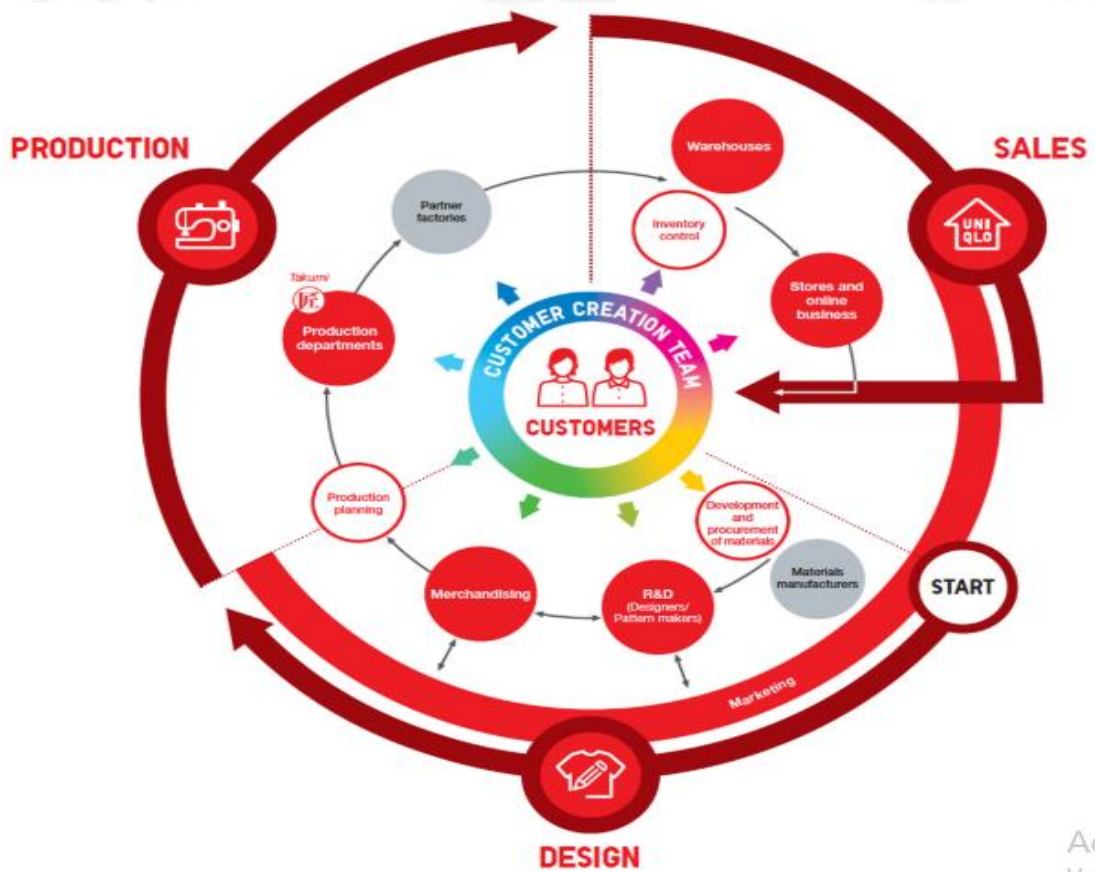 PRODUCTION
SALES
Warehouses
Partner
factories
Inventory
control
UNI
QLO
Takumi
匠
Production
departments
Stores and
online
business
CUSTOMER CREATION TEAM
CUSTOMERS
Production
planning
Development
and
procurement
of materials
Materials
manufacturers
START
Merchandising
R&D
(Designers/
Pattern makers)
Marketing
DESIGN